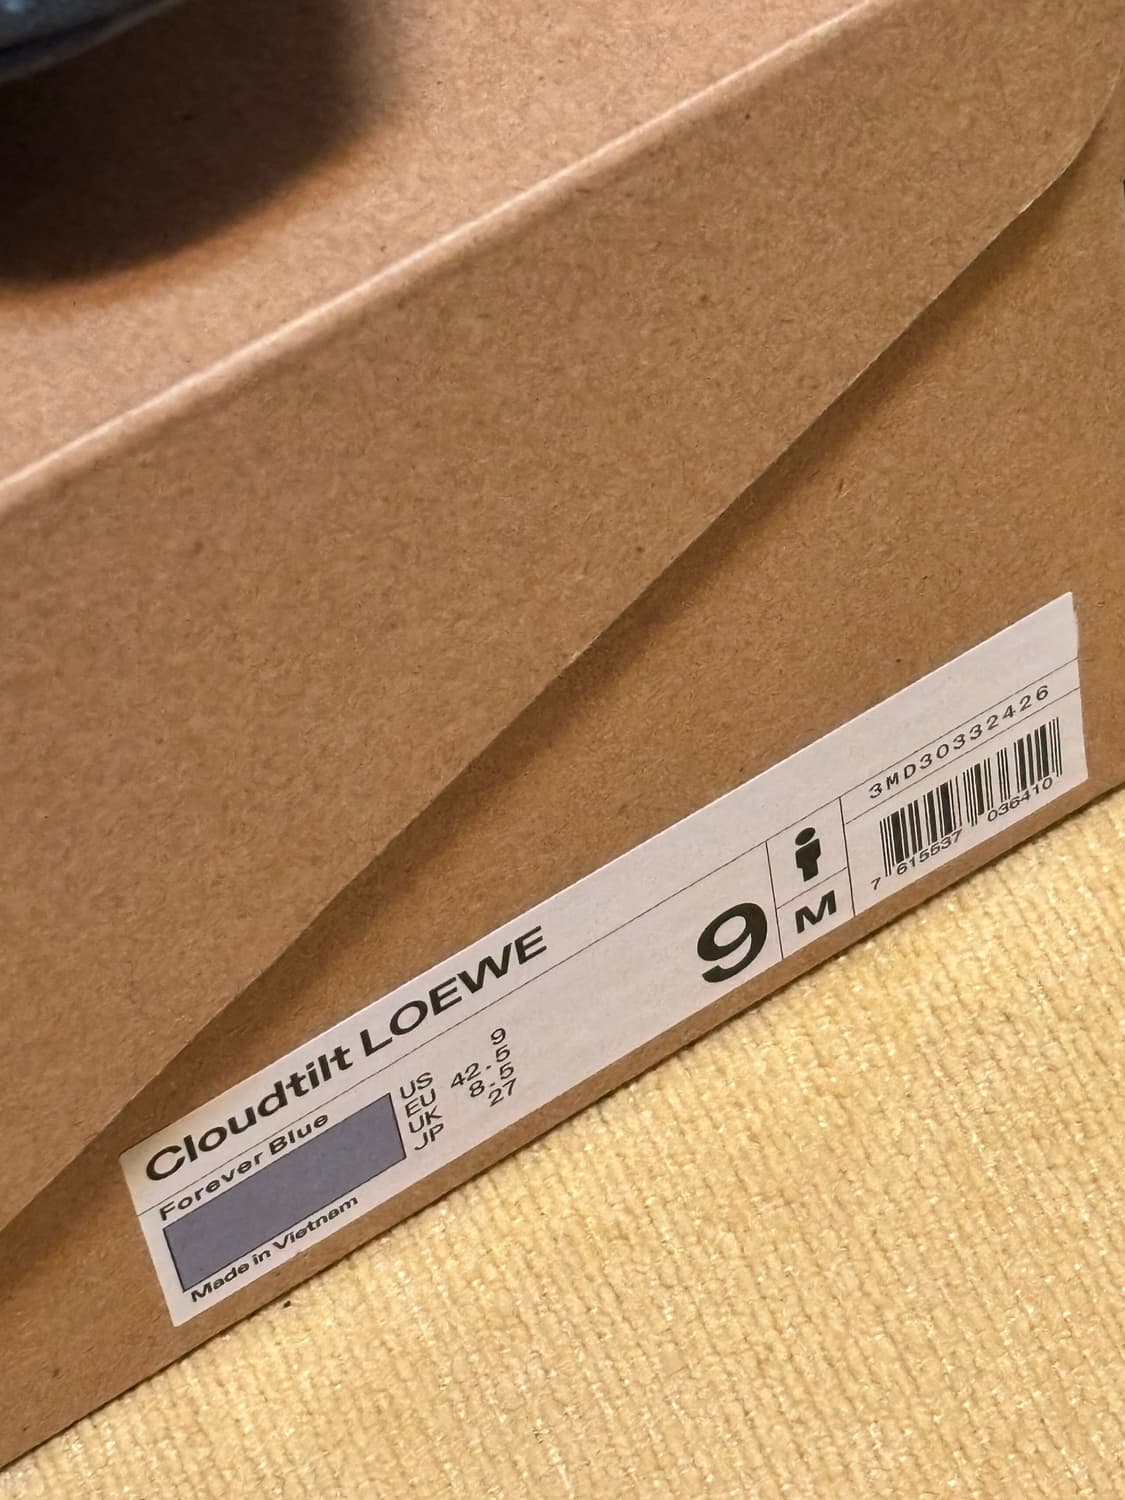 Cloudtilt LOEWE
Forever Blue
US 9
EU 42.5
UK 8.5
JP 27
Made in Vietnam
9
M
3MD30332426
7 615537 036410